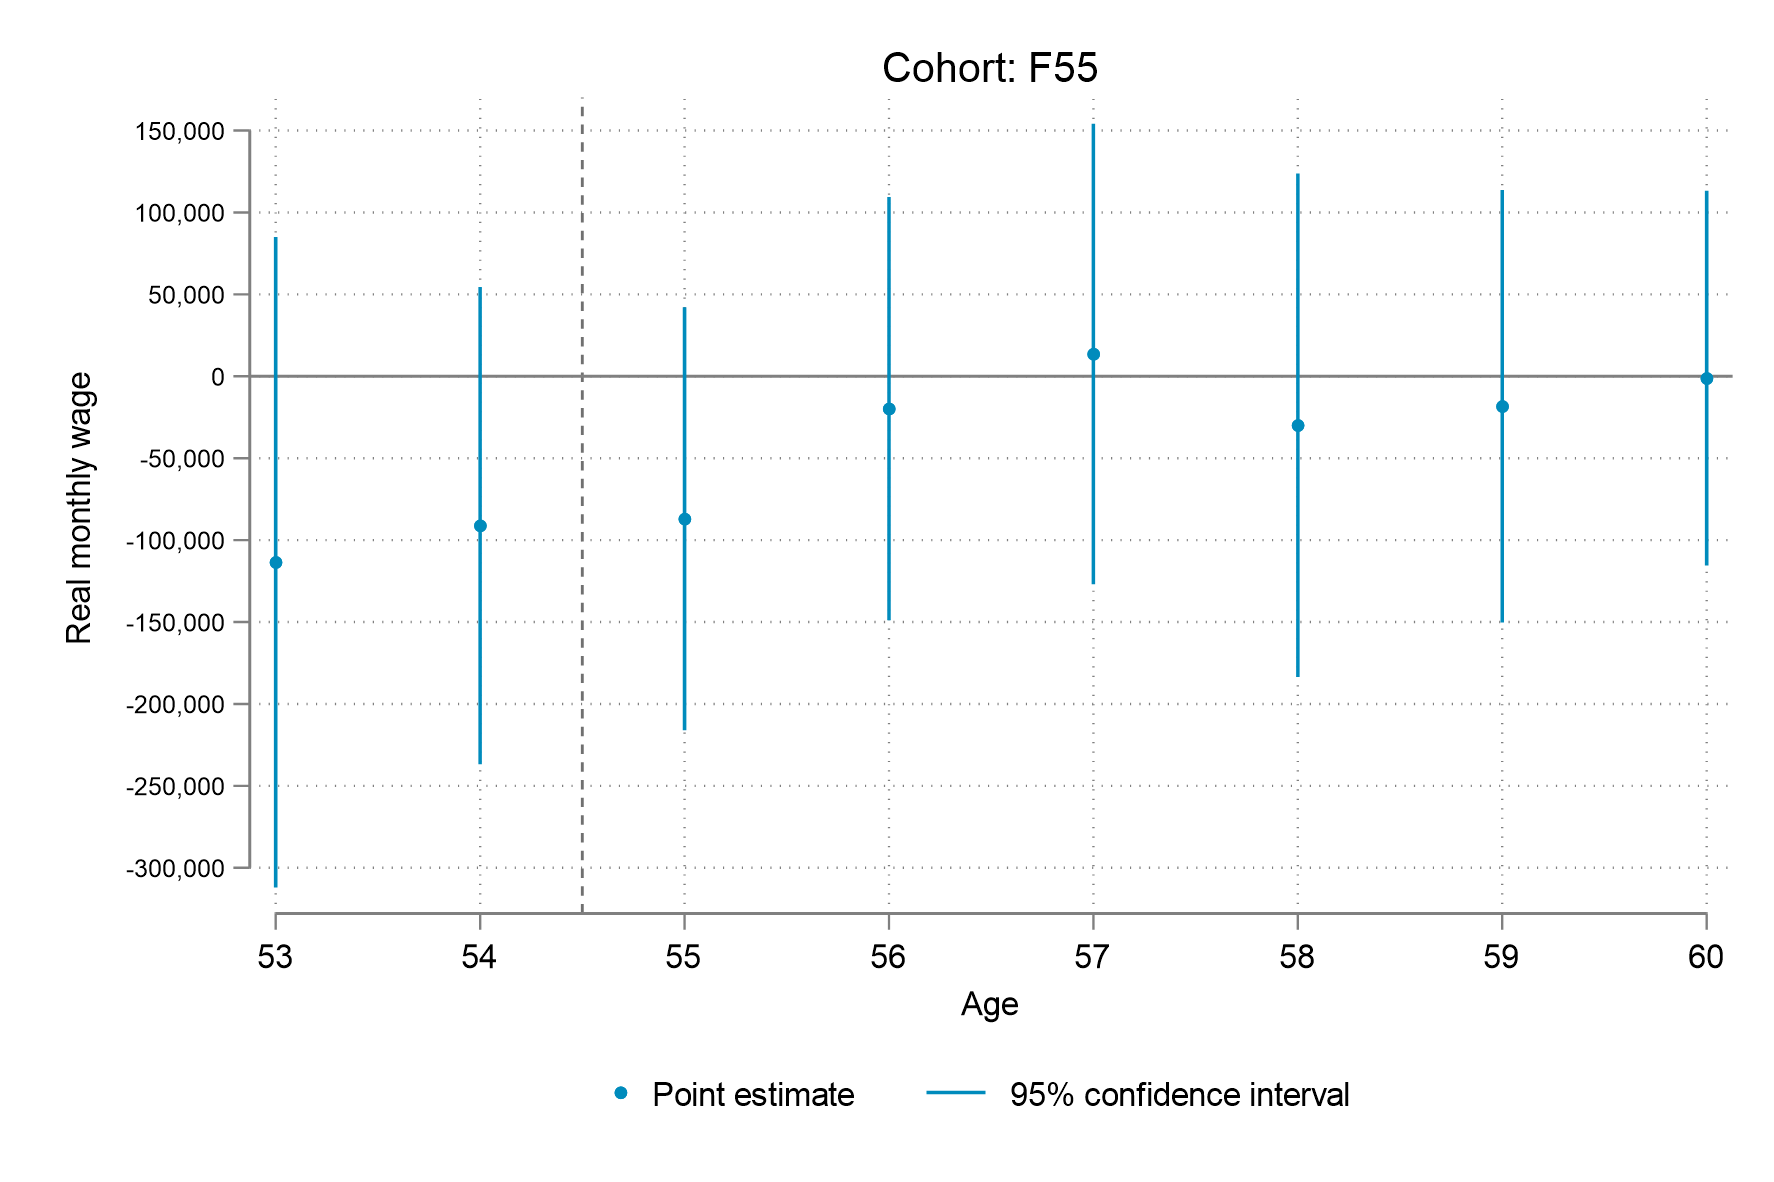 Cohort: F55
150,000
100,000
50,000
0
-50,000
-100,000
-150,000
-200,000
-250,000
-300,000
Real monthly wage
53 54 55 56 57 58 59 60
Age
Point estimate 95% confidence interval